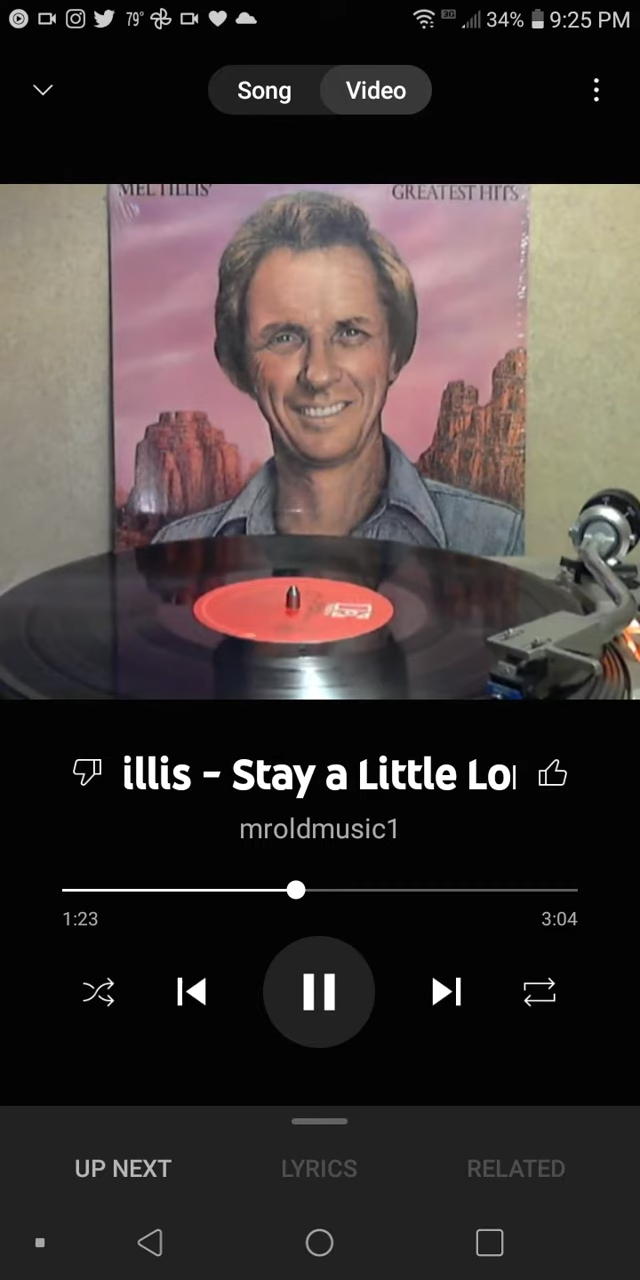 79° 3G 34% 9:25 PM
Song Video
MEL TILLIS' GREATEST HITS
illis - Stay a Little Lo
mroldmusic1
1:23 3:04
UP NEXT LYRICS RELATED